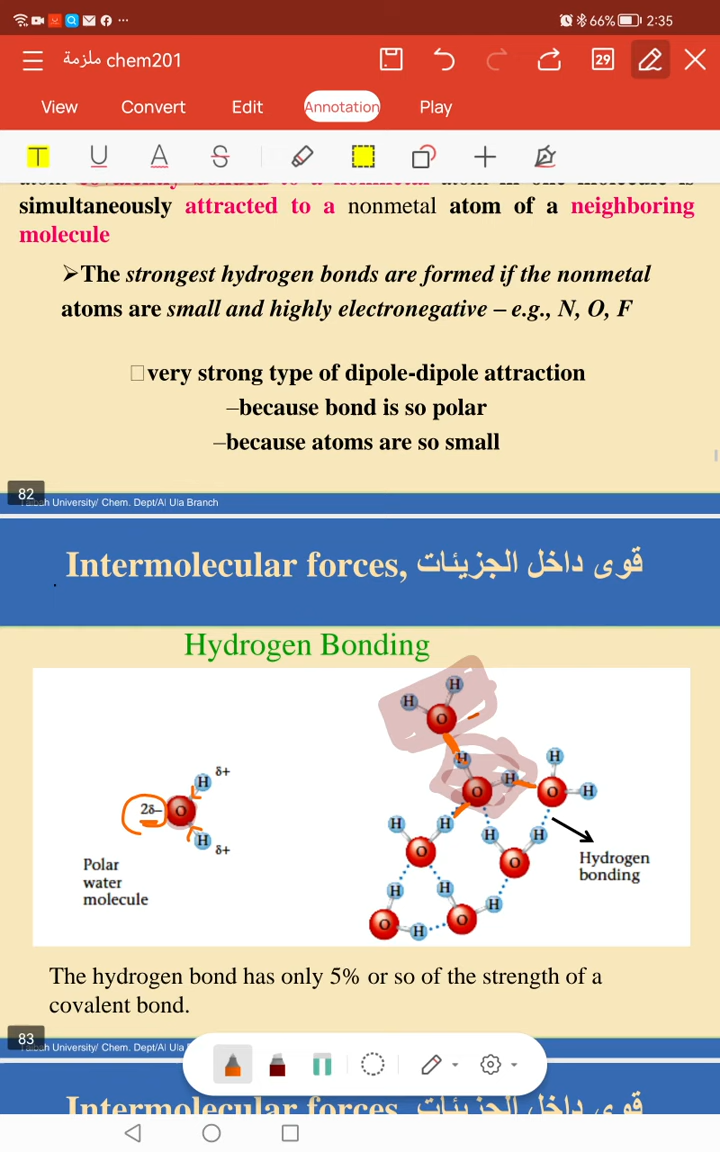 66% 2:35
ملزمة chem201
29
View Convert Edit Annotation Play
T U A S
simultaneously attracted to a nonmetal atom of a neighboring
molecule
➢The strongest hydrogen bonds are formed if the nonmetal
atoms are small and highly electronegative – e.g., N, O, F
□very strong type of dipole-dipole attraction
–because bond is so polar
–because atoms are so small
82
h University/ Chem. Dept/Al Ula Branch
Intermolecular forces, قوى داخل الجزيئات
Hydrogen Bonding
H
H
O
H
δ+
H
2δ–
O
H
δ+
H
O
H
H
O
H
H
H
O
H
H
O
H
H
O
H
H
O
H
Polar
water
molecule
Hydrogen
bonding
The hydrogen bond has only 5% or so of the strength of a
covalent bond.
83
h University/ Chem. Dept/Al Ula
Intermolecular forces, قوى داخل الجزيئات